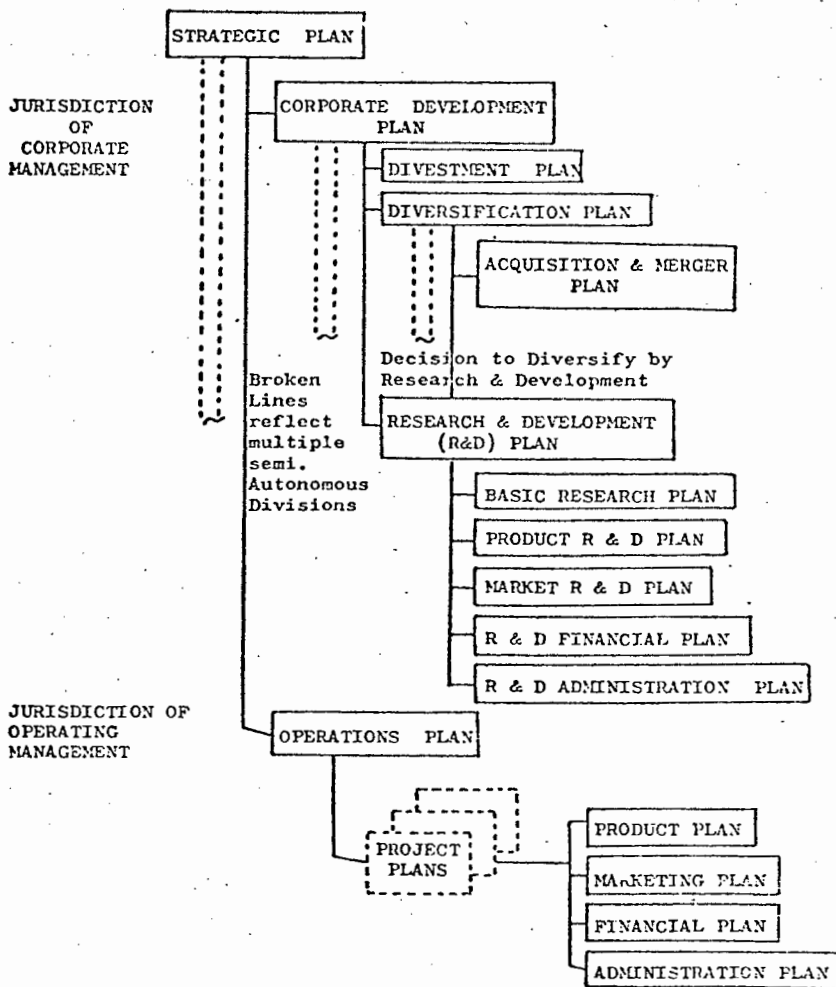 STRATEGIC PLAN
JURISDICTION
OF
CORPORATE
MANAGEMENT
CORPORATE DEVELOPMENT
PLAN
DIVESTMENT PLAN
DIVERSIFICATION PLAN
ACQUISITION & MERGER
PLAN
Decision to Diversify by
Research & Development
Broken
Lines
reflect
multiple
semi.
Autonomous
Divisions
RESEARCH & DEVELOPMENT
(R&D) PLAN
BASIC RESEARCH PLAN
PRODUCT R & D PLAN
MARKET R & D PLAN
R & D FINANCIAL PLAN
R & D ADMINISTRATION PLAN
JURISDICTION OF
OPERATING
MANAGEMENT
OPERATIONS PLAN
PROJECT
PLANS
PRODUCT PLAN
MARKETING PLAN
FINANCIAL PLAN
ADMINISTRATION PLAN